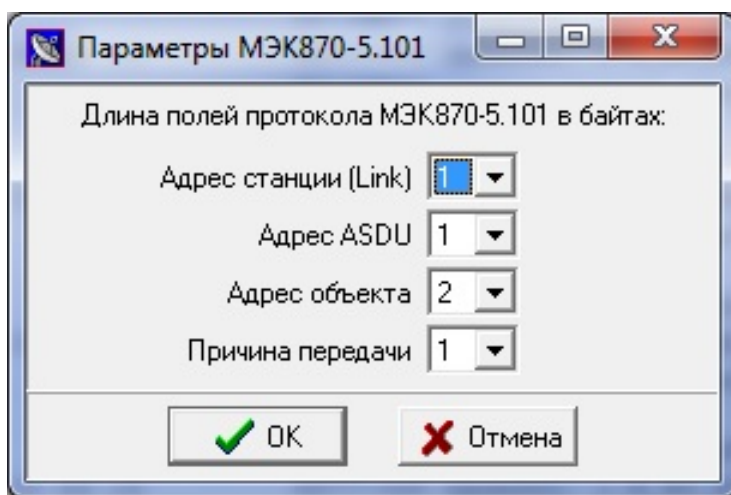 Параметры МЭК870-5.101
Длина полей протокола МЭК870-5.101 в байтах:
Адрес станции (Link) 1
Адрес ASDU 1
Адрес объекта 2
Причина передачи 1
OK Отмена